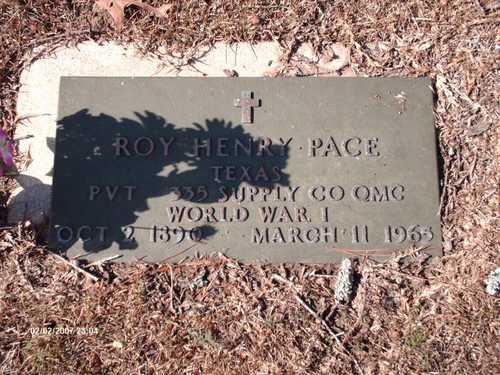 ROY HENRY PACE
TEXAS
PVT 335 SUPPLY CO QMC
WORLD WAR I
OCT 2 1890 MARCH 11 1965
02/02/2007 23:04